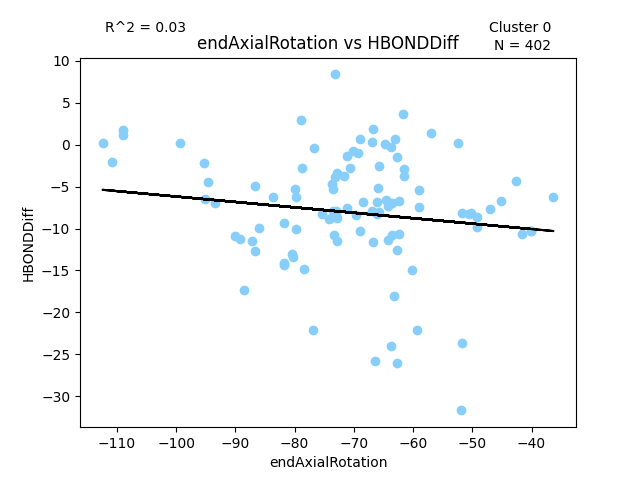 R^2 = 0.03
Cluster 0
endAxialRotation vs HBONDDiff
N = 402
10
5
0
−5
−10
−15
−20
−25
−30
HBONDDiff
−110 −100 −90 −80 −70 −60 −50 −40
endAxialRotation